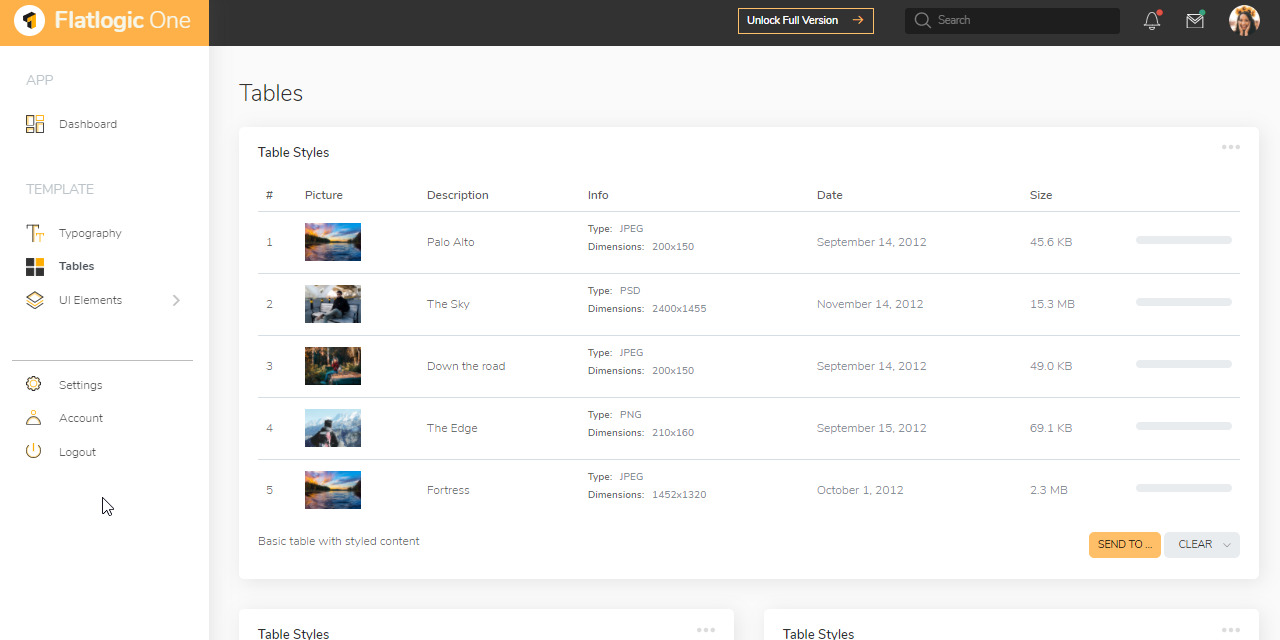 Flatlogic One
Unlock Full Version
Search
APP
Dashboard
TEMPLATE
Typography
Tables
UI Elements
Settings
Account
Logout
Tables
Table Styles
# Picture Description Info Date Size
1 Palo Alto Type: JPEG Dimensions: 200x150 September 14, 2012 45.6 KB
2 The Sky Type: PSD Dimensions: 2400x1455 November 14, 2012 15.3 MB
3 Down the road Type: JPEG Dimensions: 200x150 September 14, 2012 49.0 KB
4 The Edge Type: PNG Dimensions: 210x160 September 15, 2012 69.1 KB
5 Fortress Type: JPEG Dimensions: 1452x1320 October 1, 2012 2.3 MB
Basic table with styled content
SEND TO ... CLEAR
Table Styles
Table Styles